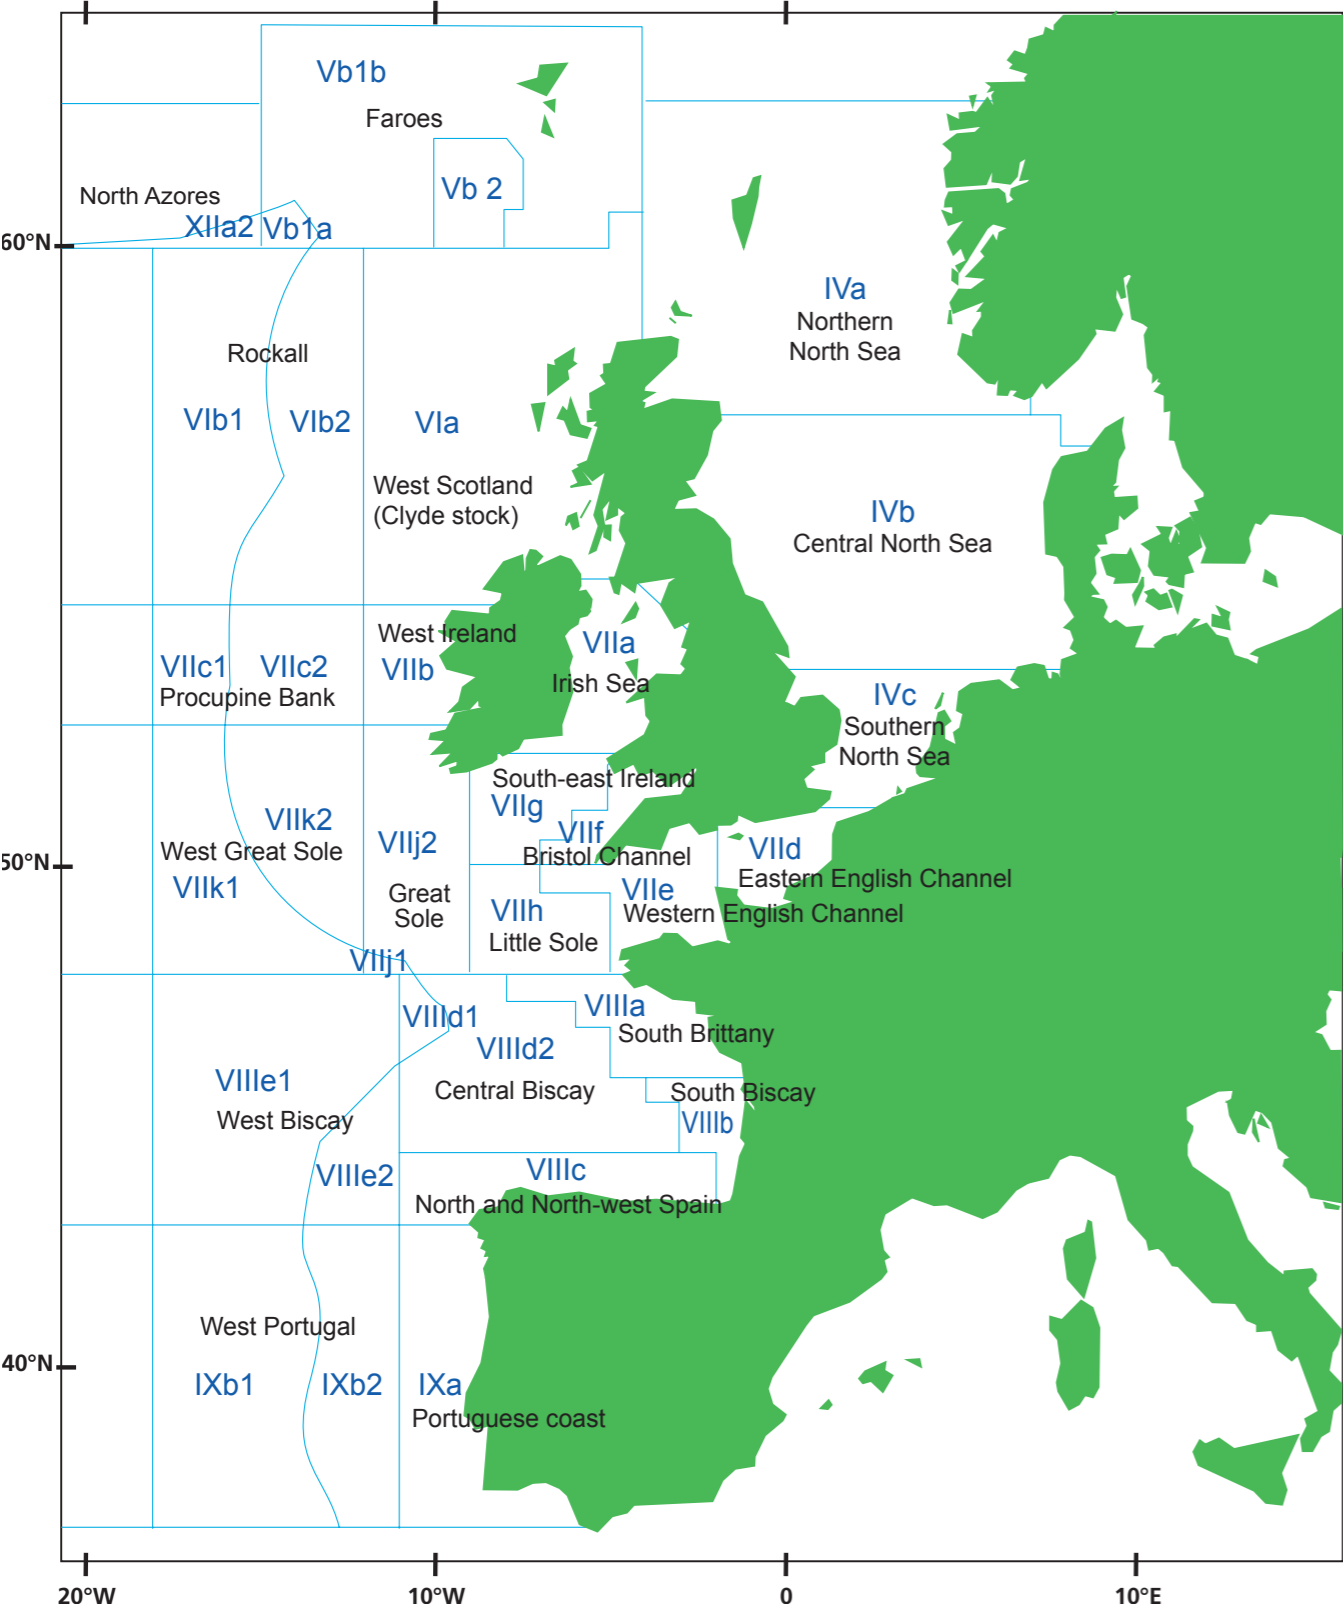 Vb1b
Faroes
Vb 2
North Azores
XIIa2
Vb1a
60°N
IVa
Northern
North Sea
Rockall
VIb1
VIb2
VIa
West Scotland
(Clyde stock)
IVb
Central North Sea
West Ireland
VIIa
VIIc1
VIIc2
VIIb
Irish Sea
Procupine Bank
IVc
Southern
North Sea
South-east Ireland
VIIg
VIIk2
VIIf
VIIj2
West Great Sole
Bristol Channel
VIId
50°N
Eastern English Channel
VIIk1
Great
Sole
VIIe
VIIh
Western English Channel
Little Sole
VIIj1
VIIId1
VIIIa
South Brittany
VIIId2
VIIIe1
Central Biscay
South Biscay
West Biscay
VIIIb
VIIIe2
VIIIc
North and North-west Spain
West Portugal
40°N
IXb1
IXb2
IXa
Portuguese coast
20°W
10°W
0
10°E